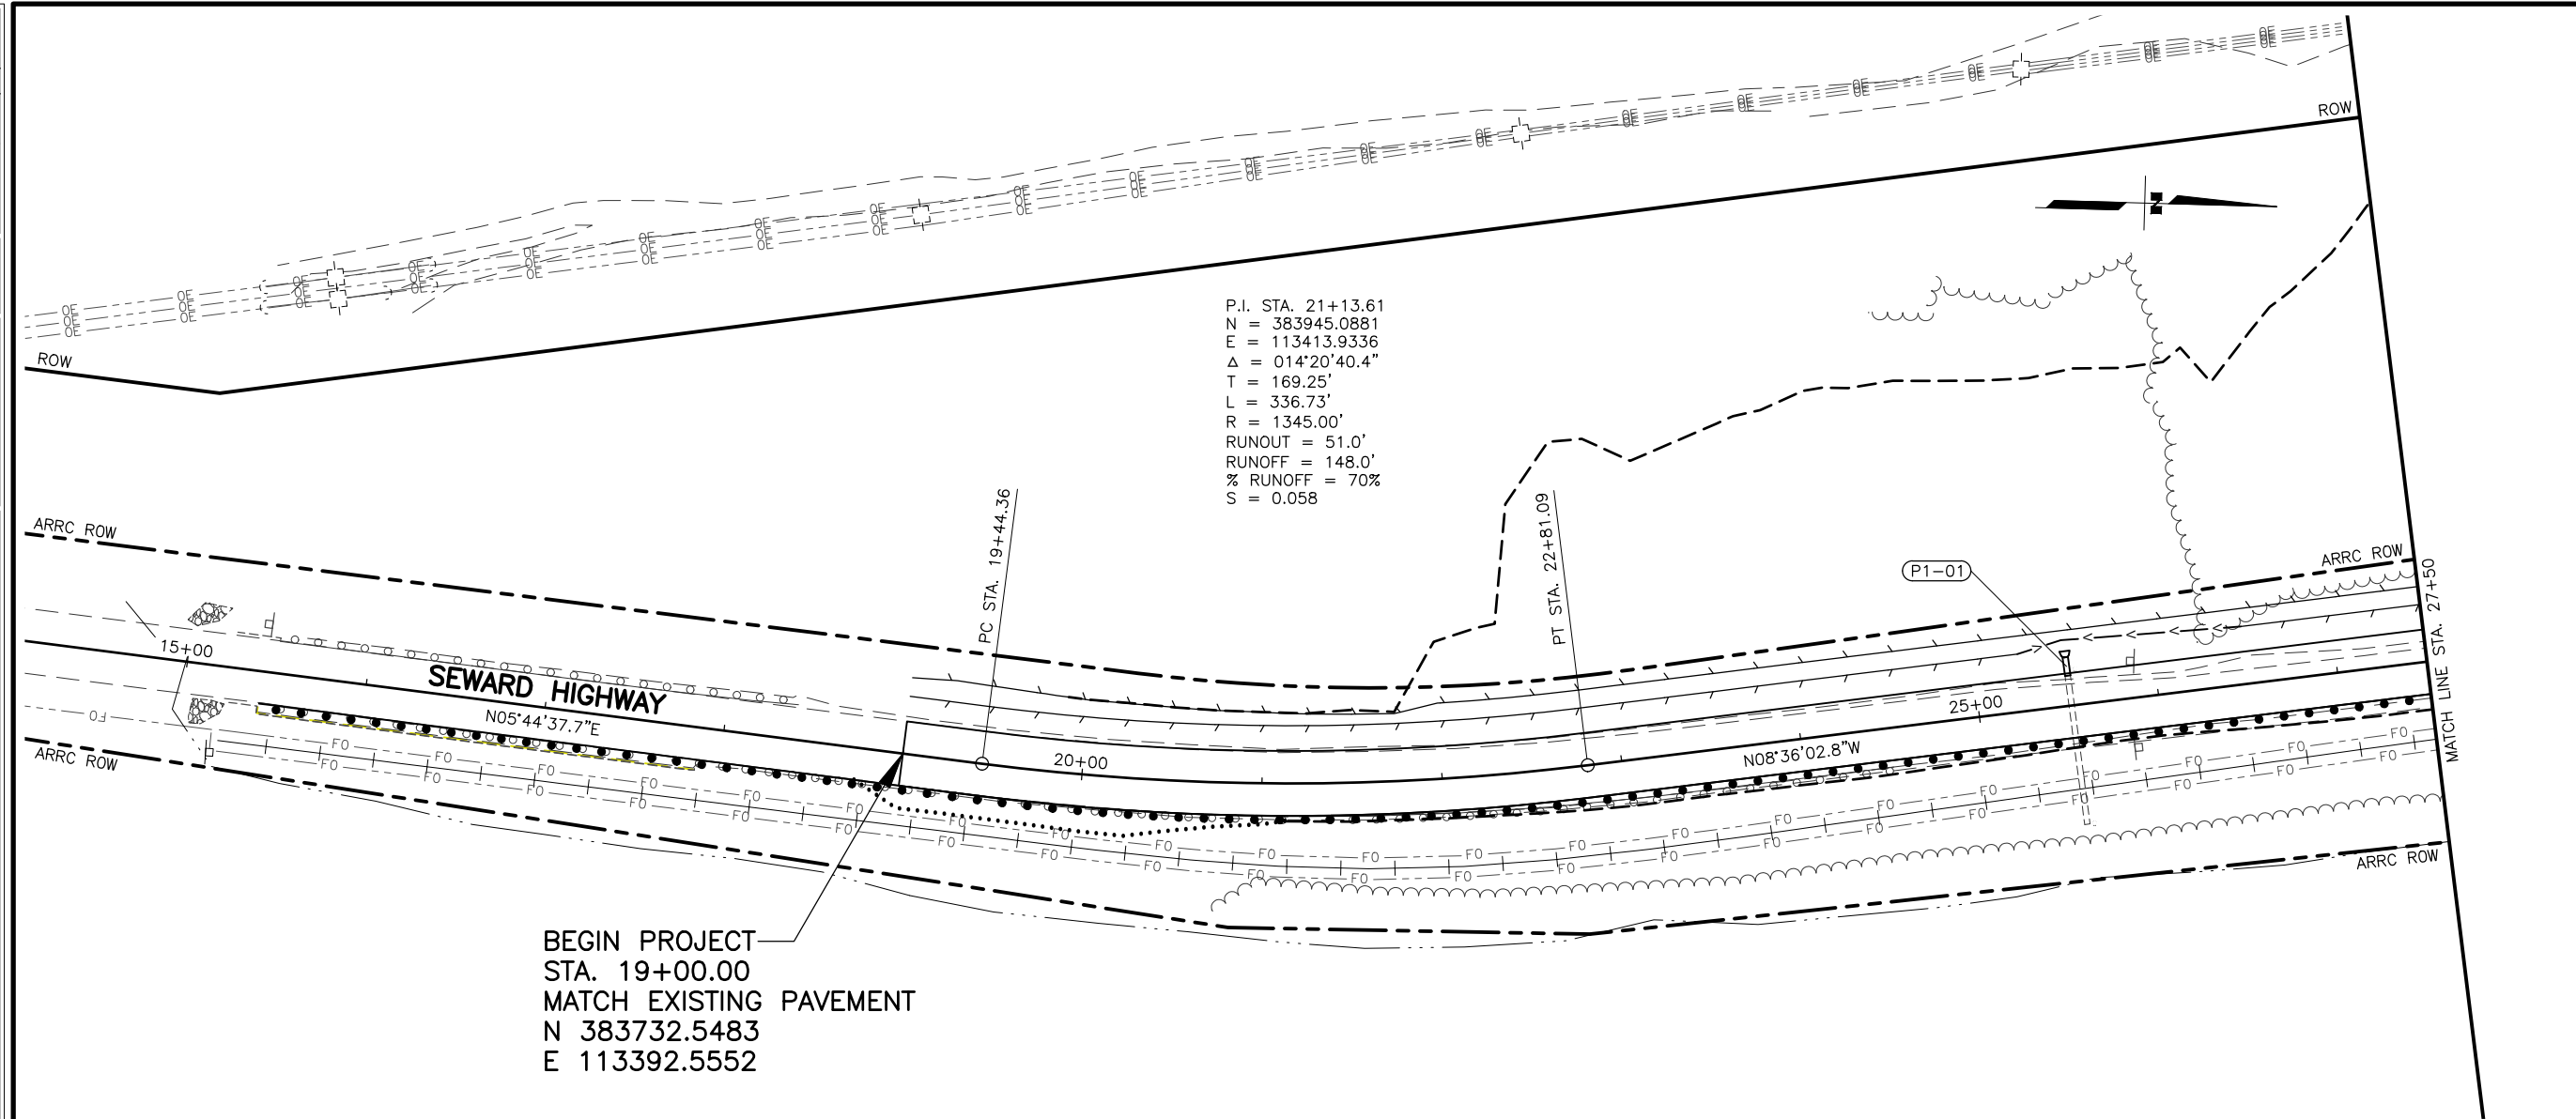 ROW
ROW
N
P.I. STA. 21+13.61
N = 383945.0881
E = 113413.9336
Δ = 014°20'40.4"
T = 169.25'
L = 336.73'
R = 1345.00'
RUNOUT = 51.0'
RUNOFF = 148.0'
% RUNOFF = 70%
S = 0.058
ARRC ROW
PC STA. 19+44.36
PT STA. 22+81.09
P1-01
ARRC ROW
MATCH LINE STA. 27+50
15+00
SEWARD HIGHWAY
N05°44'37.7"E
20+00
25+00
N08°36'02.8"W
ARRC ROW
ARRC ROW
BEGIN PROJECT
STA. 19+00.00
MATCH EXISTING PAVEMENT
N 383732.5483
E 113392.5552